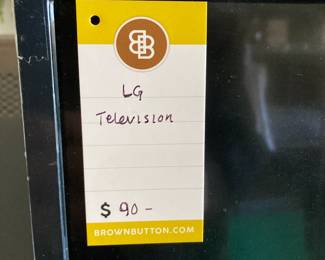 BB
LG
Television
$ 90 -
BROWNBUTTON.COM